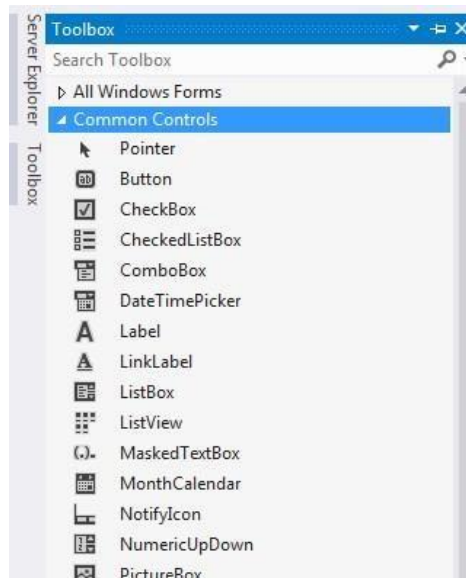 Server Explorer
Toolbox
Toolbox
Search Toolbox
All Windows Forms
Common Controls
Pointer
Button
CheckBox
CheckedListBox
ComboBox
DateTimePicker
Label
LinkLabel
ListBox
ListView
MaskedTextBox
MonthCalendar
NotifyIcon
NumericUpDown
PictureBox